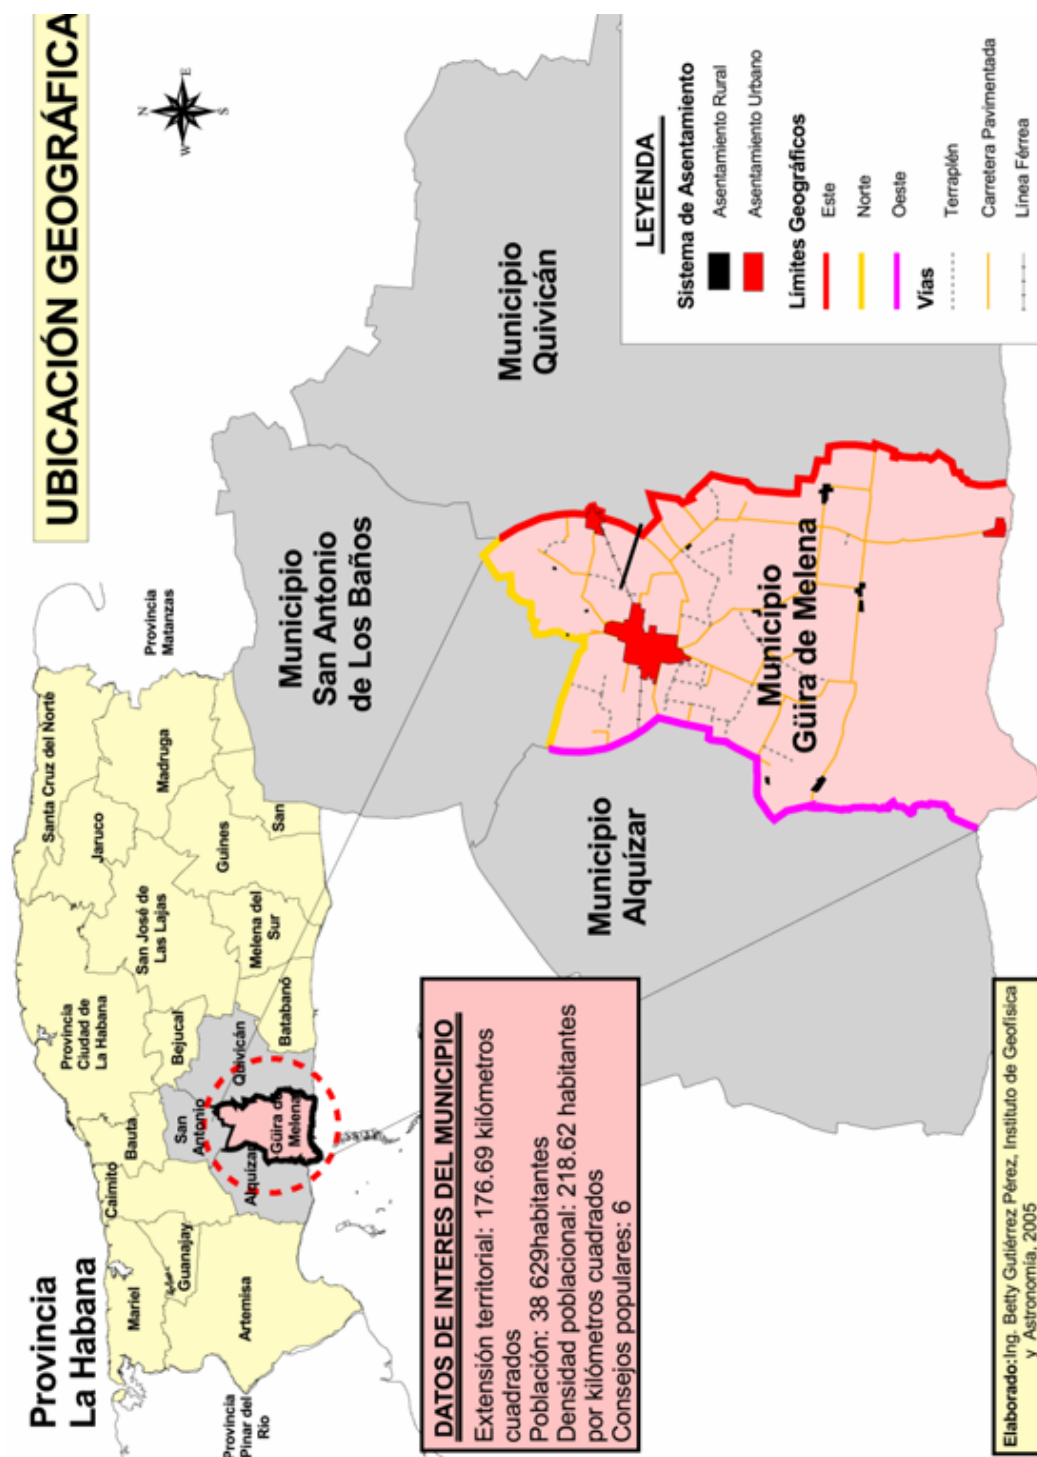 UBICACIÓN GEOGRÁFICA
Provincia
La Habana
Provincia
Pinar del
Rio
Mariel
Caimito
Guanajay
Artemisa
Bauta
Provincia
Ciudad de
La Habana
San
Antonio
Alquízar
Güira de
Melena
Bejucal
Quivicán
Batabanó
San José de
Las Lajas
Melena del
Sur
Jaruco
Santa Cruz del Norte
Madruga
Guines
San
Provincia
Matanzas
N
E
S
W
Municipio
San Antonio
de Los Baños
Municipio
Quivicán
Municipio
Alquízar
Municipio
Güira de Melena
DATOS DE INTERES DEL MUNICIPIO
Extensión territorial: 176.69 kilómetros
cuadrados
Población: 38 629habitantes
Densidad poblacional: 218.62 habitantes
por kilómetros cuadrados
Consejos populares: 6
LEYENDA
Sistema de Asentamiento
Asentamiento Rural
Asentamiento Urbano
Límites Geográficos
Este
Norte
Oeste
Vías
Terraplén
Carretera Pavimentada
Línea Férrea
Elaborado:Ing. Betty Gutiérrez Pérez, Instituto de Geofísica
y Astronomía, 2005